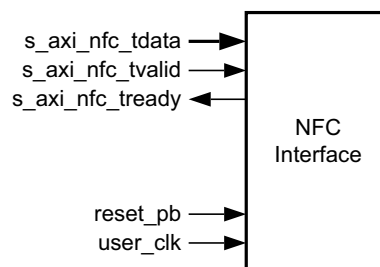 s_axi_nfc_tdata
s_axi_nfc_tvalid
s_axi_nfc_tready
NFC
Interface
reset_pb
user_clk